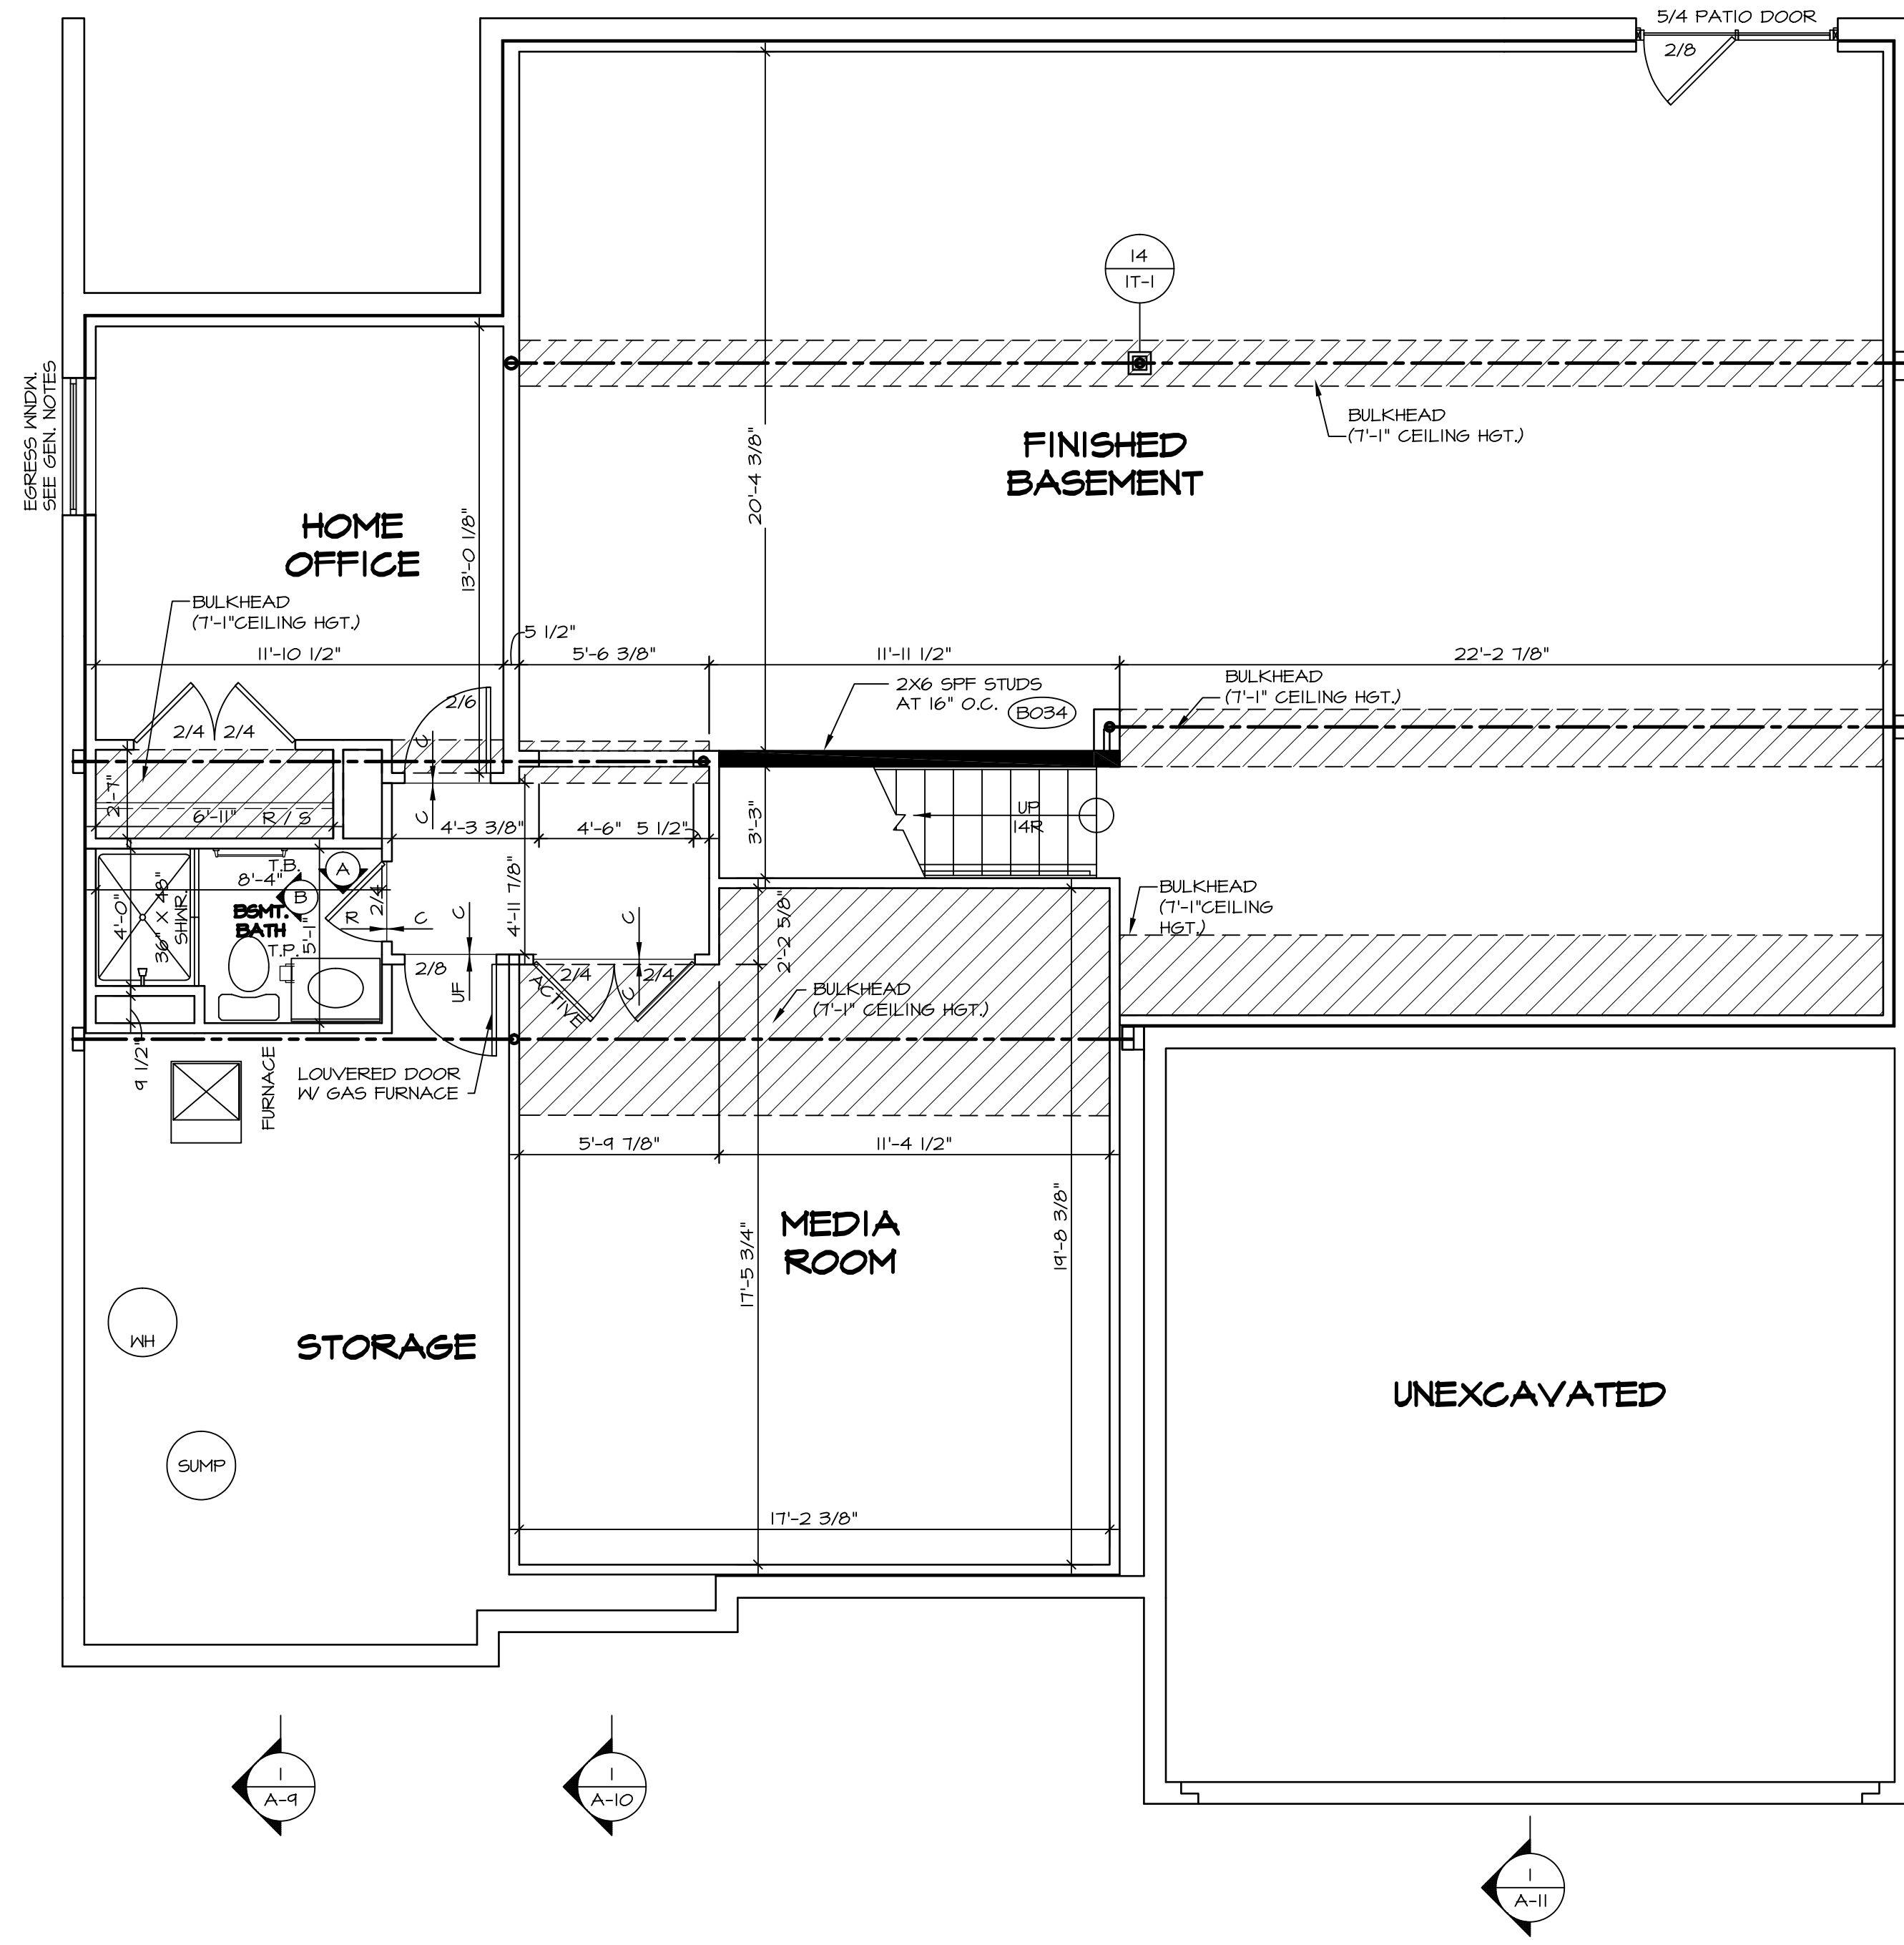 5/4 PATIO DOOR
2/8
14
1T-1
EGRESS WNDW.
SEE GEN. NOTES
BULKHEAD
(7'-1" CEILING HGT.)
FINISHED
BASEMENT
20'-4 3/8"
HOME
OFFICE
13'-0 1/8"
BULKHEAD
(7'-1"CEILING HGT.)
5 1/2"
11'-10 1/2"
5'-6 3/8"
11'-11 1/2"
22'-2 7/8"
2X6 SPF STUDS
AT 16" O.C.
B034
BULKHEAD
(7'-1" CEILING HGT.)
2/6
2/4
2/4
C
C
2'-7"
6'-11"
R / S
4'-3 3/8"
4'-6"
5 1/2"
3'-3"
UP
14R
T.B.
A
8'-4"
B
2/4
4'-0"
36" X 48"
SHWR.
BSMT.
BATH
T.P.
5'-1"
R
C
C
4'-11 7/8"
C
2'-2 5/8"
BULKHEAD
(7'-1"CEILING
HGT.)
2/8
UF
ACTIVE
2/4
2/4
C
BULKHEAD
(7'-1" CEILING HGT.)
9 1/2"
FURNACE
LOUVERED DOOR
W/ GAS FURNACE
5'-9 7/8"
11'-4 1/2"
MEDIA
ROOM
17'-5 3/4"
19'-8 3/8"
WH
STORAGE
UNEXCAVATED
SUMP
17'-2 3/8"
1
A-9
1
A-10
1
A-11